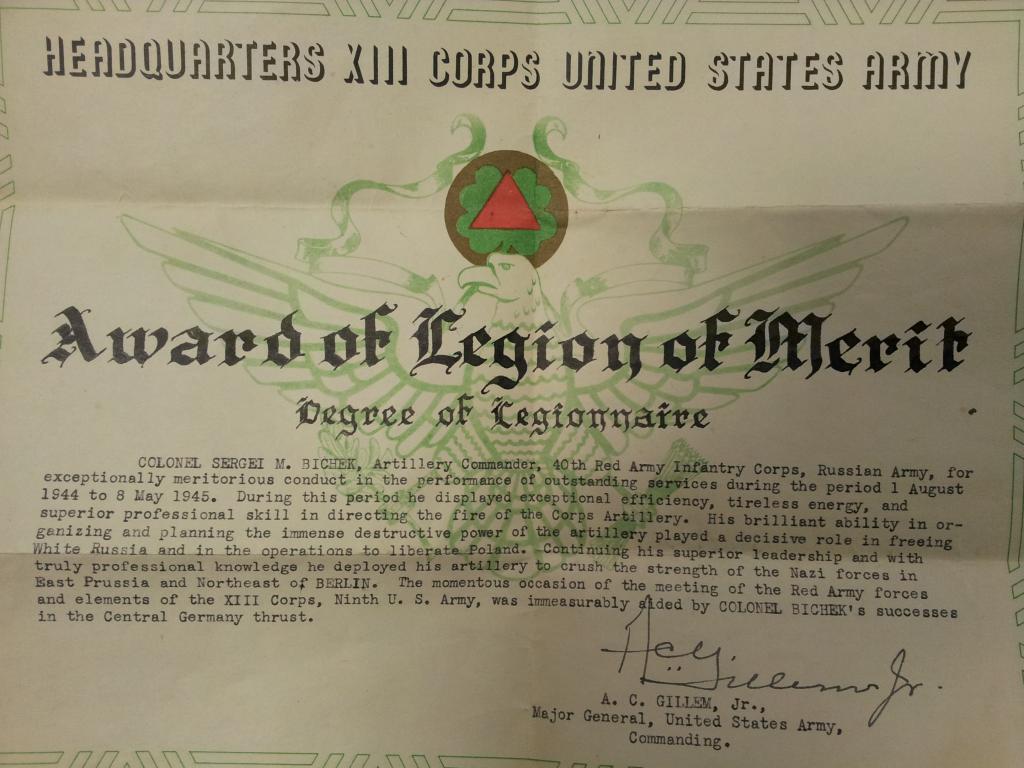 HEADQUARTERS XIII CORPS UNITED STATES ARMY
Award of Legion of Merit
Degree of Legionnaire
COLONEL SERGEI M. BICHEK, Artillery Commander, 40th Red Army Infantry Corps, Russian Army, for
exceptionally meritorious conduct in the performance of outstanding services during the period 1 August
1944 to 8 May 1945. During this period he displayed exceptional efficiency, tireless energy, and
superior professional skill in directing the fire of the Corps Artillery. His brilliant ability in or-
ganizing and planning the immense destructive power of the artillery played a decisive role in freeing
White Russia and in the operations to liberate Poland. Continuing his superior leadership and with
truly professional knowledge he deployed his artillery to crush the strength of the Nazi forces in
East Prussia and Northeast of BERLIN. The momentous occasion of the meeting of the Red Army forces
and elements of the XIII Corps, Ninth U. S. Army, was immeasurably aided by COLONEL BICHEK's successes
in the Central Germany thrust.
A. C. Gillem Jr.
A. C. GILLEM, Jr.,
Major General, United States Army,
Commanding.